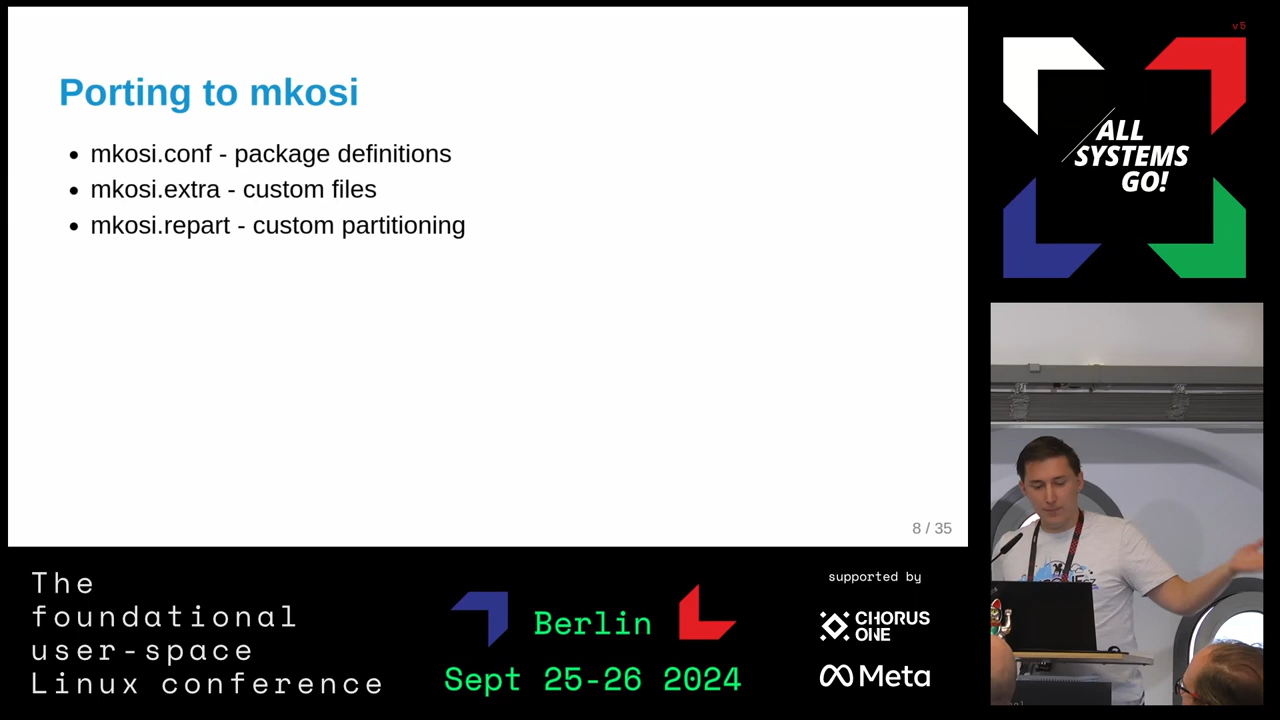 Porting to mkosi
• mkosi.conf - package definitions
• mkosi.extra - custom files
• mkosi.repart - custom partitioning
8 / 35
v5
ALL
SYSTEMS
GO!
The
foundational
user-space
Linux conference
Berlin
Sept 25-26 2024
supported by
CHORUS
ONE
Meta